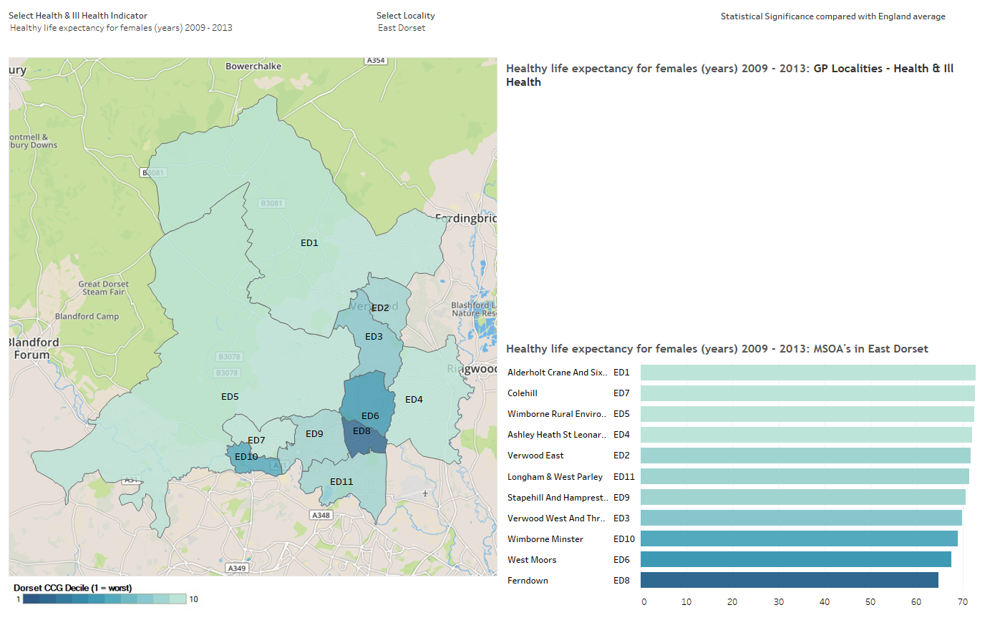 Select Health & Ill Health Indicator
Healthy life expectancy for females (years) 2009 - 2013
Select Locality
East Dorset
Statistical Significance compared with England average
ury
Bowerchalke
A354
ontmell &
lbury Downs
B3081
B3081
Fordingbridg
ED1
Great Dorset
Steam Fair
Blandford Camp
Verwood
ED2
Blashford L
Nature Rese
Blandford
Forum
ED3
B3078
B3078
Ringwood
ED5
ED4
ED6
ED7
ED9
ED8
ED10
A31
A31
ED11
A348
A349
Dorset CCG Decile (1 = worst)
1
10
Healthy life expectancy for females (years) 2009 - 2013: GP Localities - Health & Ill
Health
Healthy life expectancy for females (years) 2009 - 2013: MSOA's in East Dorset
Alderholt Crane And Six.. ED1
Colehill ED7
Wimborne Rural Enviro.. ED5
Ashley Heath St Leonar.. ED4
Verwood East ED2
Longham & West Parley ED11
Stapehill And Hamprest.. ED9
Verwood West And Thr.. ED3
Wimborne Minster ED10
West Moors ED6
Ferndown ED8
0 10 20 30 40 50 60 70